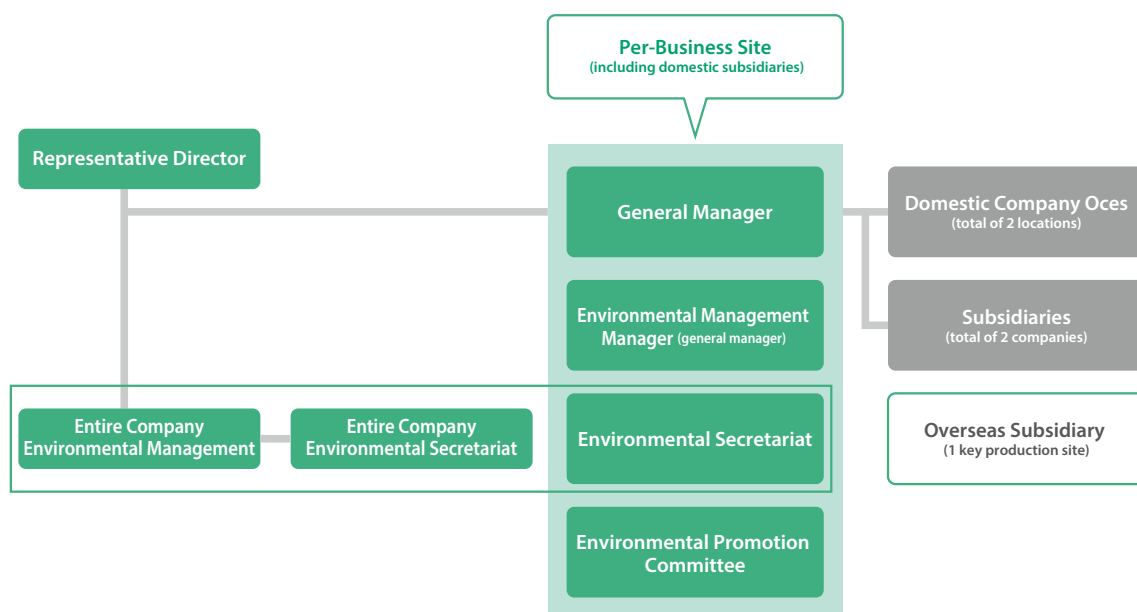 Per-Business Site
(including domestic subsidiaries)
Representative Director
General Manager
Domestic Company Oces
(total of 2 locations)
Environmental Management
Manager (general manager)
Subsidiaries
(total of 2 companies)
Entire Company
Environmental Management
Entire Company
Environmental Secretariat
Environmental Secretariat
Overseas Subsidiary
(1 key production site)
Environmental Promotion
Committee